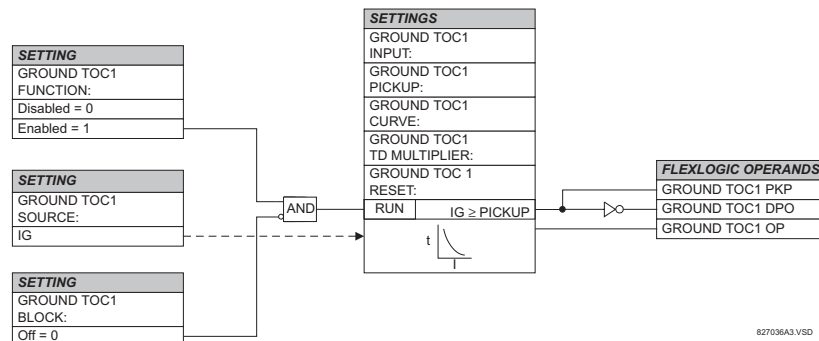 SETTING
GROUND TOC1
FUNCTION:
Disabled = 0
Enabled = 1
SETTING
GROUND TOC1
SOURCE:
IG
SETTING
GROUND TOC1
BLOCK:
Off = 0
AND
SETTINGS
GROUND TOC1
INPUT:
GROUND TOC1
PICKUP:
GROUND TOC1
CURVE:
GROUND TOC1
TD MULTIPLIER:
GROUND TOC 1
RESET:
RUN
IG ≥ PICKUP
t
I
FLEXLOGIC OPERANDS
GROUND TOC1 PKP
GROUND TOC1 DPO
GROUND TOC1 OP
827036A3.VSD